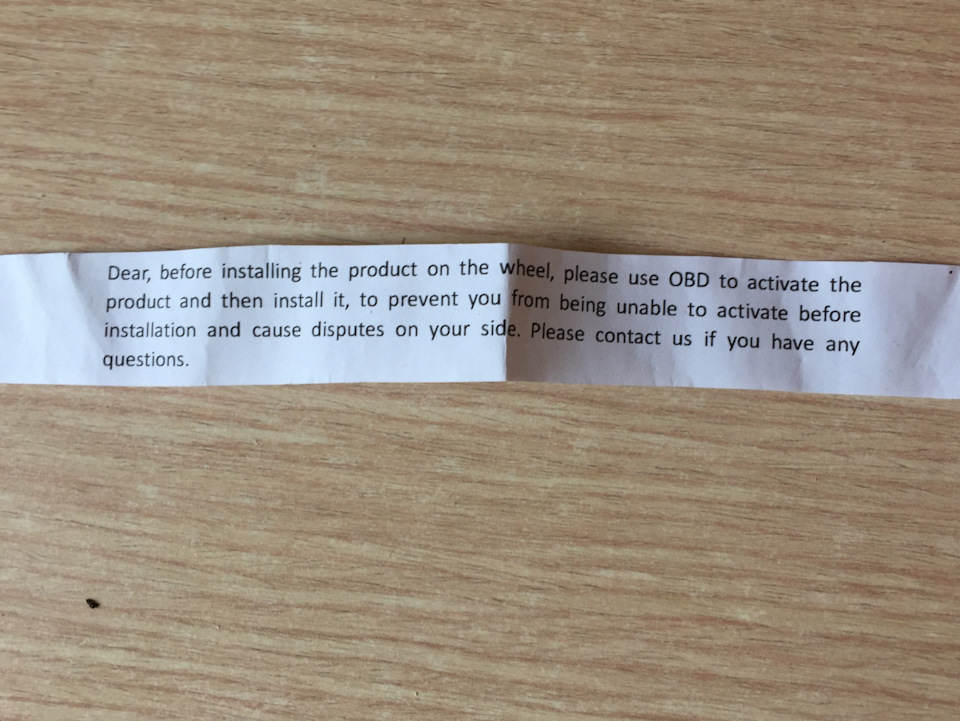 Dear, before installing the product on the wheel, please use OBD to activate the
product and then install it, to prevent you from being unable to activate before
installation and cause disputes on your side. Please contact us if you have any
questions.